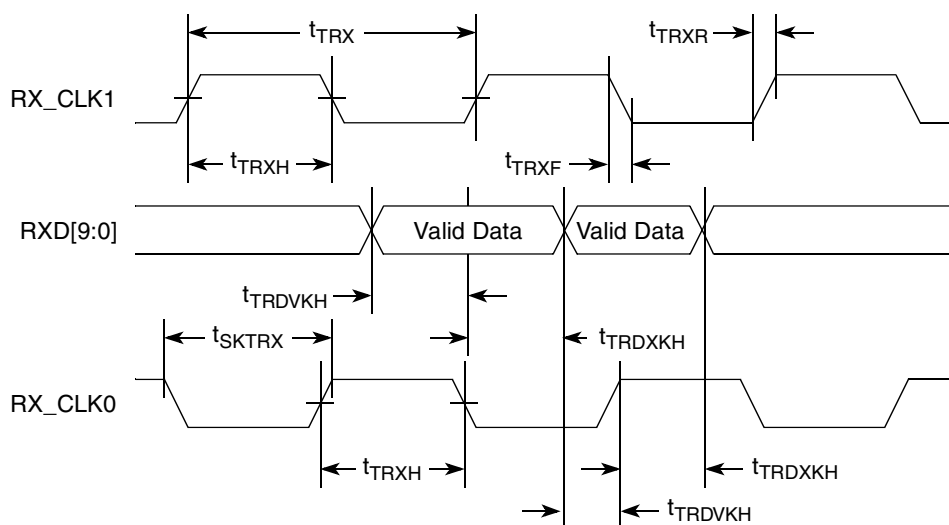 tTRX
tTRXR
RX_CLK1
tTRXH
tTRXF
RXD[9:0]
Valid Data
Valid Data
tTRDVKH
tSKTRX
tTRDXKH
RX_CLK0
tTRXH
tTRDXKH
tTRDVKH